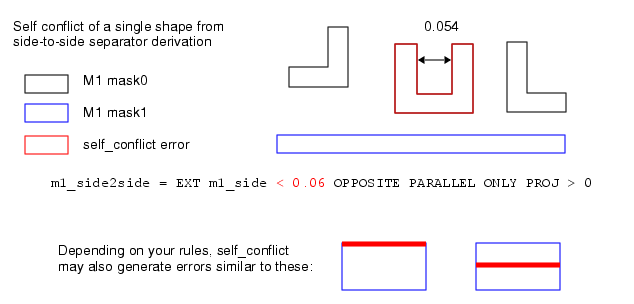 Self conflict of a single shape from
side-to-side separator derivation
0.054
M1 mask0
M1 mask1
self_conflict error
m1_side2side = EXT m1_side < 0.06 OPPOSITE PARALLEL ONLY PROJ > 0
Depending on your rules, self_conflict
may also generate errors similar to these: